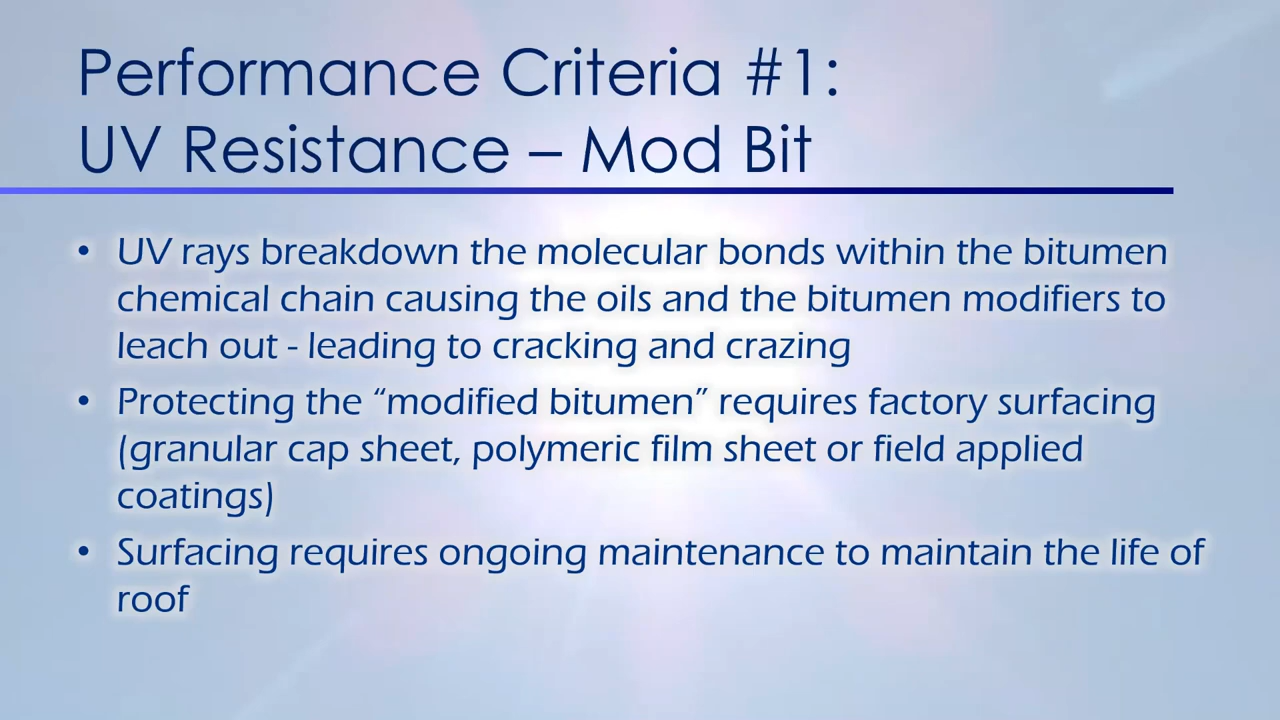 Performance Criteria #1:
UV Resistance – Mod Bit
• UV rays breakdown the molecular bonds within the bitumen
chemical chain causing the oils and the bitumen modifiers to
leach out - leading to cracking and crazing
• Protecting the “modified bitumen” requires factory surfacing
(granular cap sheet, polymeric film sheet or field applied
coatings)
• Surfacing requires ongoing maintenance to maintain the life of
roof